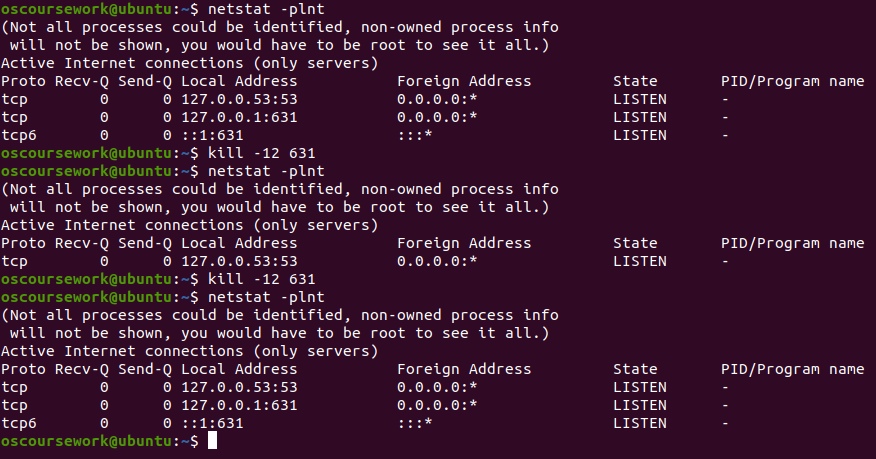 oscoursework@ubuntu:~$ netstat -plnt
(Not all processes could be identified, non-owned process info
 will not be shown, you would have to be root to see it all.)
Active Internet connections (only servers)
Proto Recv-Q Send-Q Local Address           Foreign Address         State       PID/Program name
tcp        0      0 127.0.0.53:53           0.0.0.0:*               LISTEN      -
tcp        0      0 127.0.0.1:631           0.0.0.0:*               LISTEN      -
tcp6       0      0 ::1:631                 :::*                    LISTEN      -
oscoursework@ubuntu:~$ kill -12 631
oscoursework@ubuntu:~$ netstat -plnt
(Not all processes could be identified, non-owned process info
 will not be shown, you would have to be root to see it all.)
Active Internet connections (only servers)
Proto Recv-Q Send-Q Local Address           Foreign Address         State       PID/Program name
tcp        0      0 127.0.0.53:53           0.0.0.0:*               LISTEN      -
oscoursework@ubuntu:~$ kill -12 631
oscoursework@ubuntu:~$ netstat -plnt
(Not all processes could be identified, non-owned process info
 will not be shown, you would have to be root to see it all.)
Active Internet connections (only servers)
Proto Recv-Q Send-Q Local Address           Foreign Address         State       PID/Program name
tcp        0      0 127.0.0.53:53           0.0.0.0:*               LISTEN      -
tcp        0      0 127.0.0.1:631           0.0.0.0:*               LISTEN      -
tcp6       0      0 ::1:631                 :::*                    LISTEN      -
oscoursework@ubuntu:~$